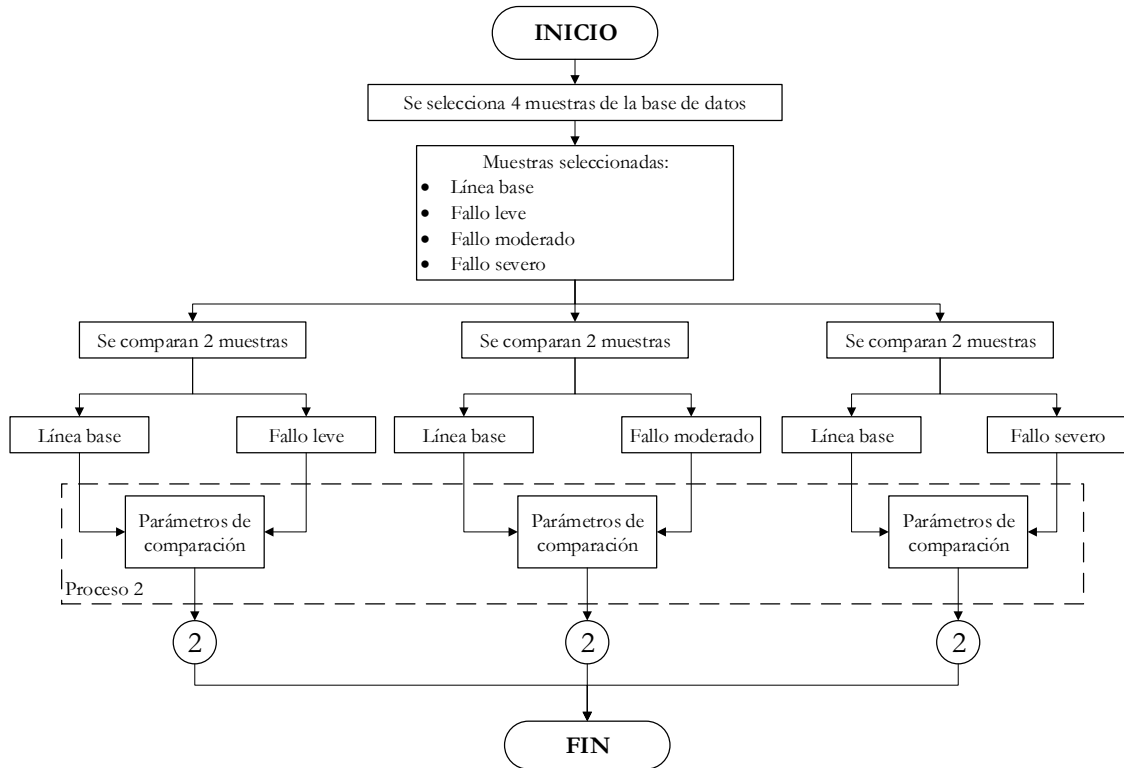 INICIO
Se selecciona 4 muestras de la base de datos
Muestras seleccionadas:
• Línea base
• Fallo leve
• Fallo moderado
• Fallo severo
Se comparan 2 muestras
Se comparan 2 muestras
Se comparan 2 muestras
Línea base
Fallo leve
Línea base
Fallo moderado
Línea base
Fallo severo
Parámetros de
comparación
Parámetros de
comparación
Parámetros de
comparación
Proceso 2
2
2
2
FIN